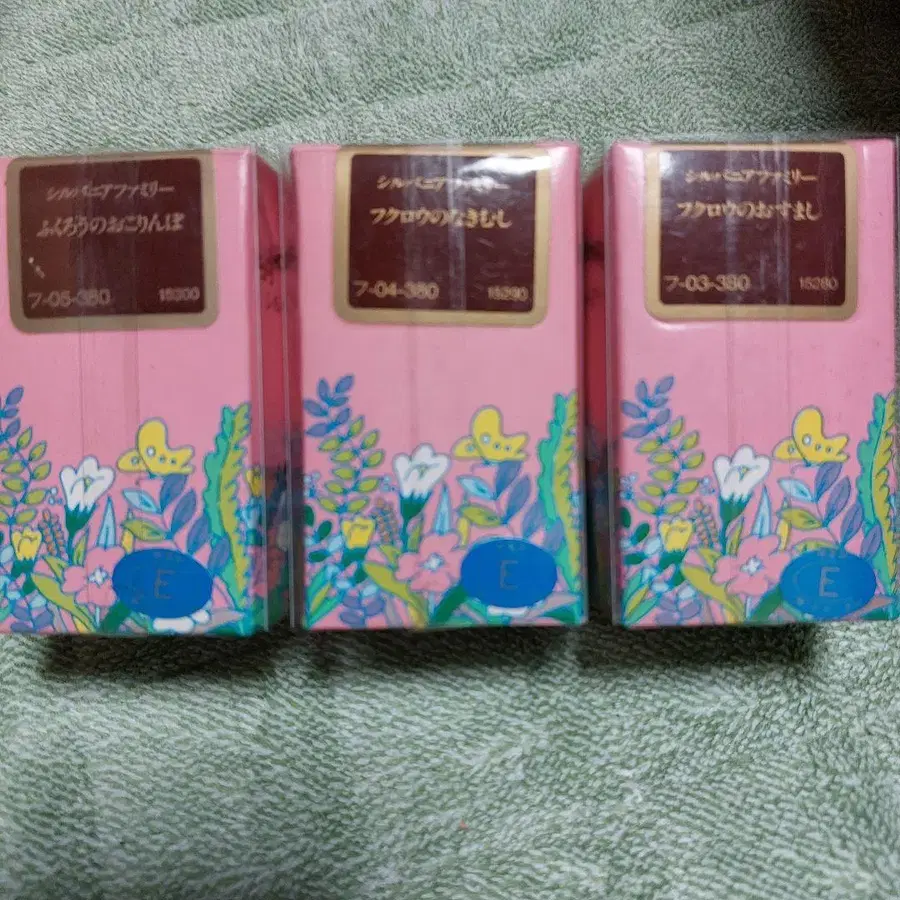 シルバニアファミリー
ふくろうのおこりんぼ
フ-05-380 15300
E
シルバニアファミリー
フクロウのなきむし
フ-04-380 15290
E
シルバニアファミリー
フクロウのおすまし
フ-03-380 15280
E